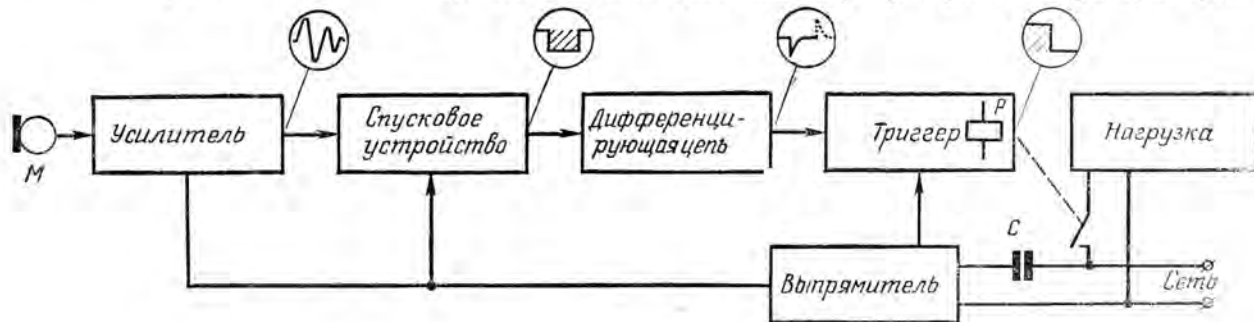 М
Усилитель
Спусковое
устройство
Дифференци-
рующая цепь
Триггер
Р
Нагрузка
Выпрямитель
С
Сеть